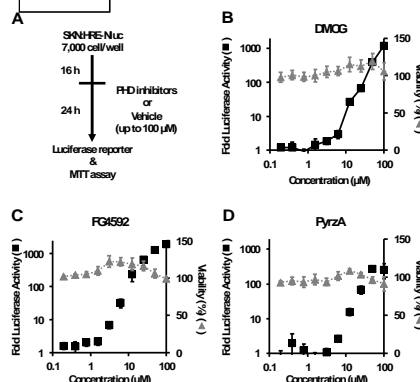 A
SKN:HRE-Nuc
7,000 cell/well
16 h
24 h
PHD inhibitors
or
Vehicle
(up to 100 µM)
Luciferase reporter
&
MTT assay
B
DMOG
Fold Luciferase Activity (■)
1000
100
10
1
150
100
50
0
Viability (%) (▲)
0.1 1 10 100
Concentration (µM)
C
FG4592
Fold Luciferase Activity (■)
1000
100
10
1
150
100
50
0
Viability (%) (▲)
0.1 1 10 100
Concentration (µM)
D
PyrzA
Fold Luciferase Activity (■)
1000
100
10
1
150
100
50
0
Viability (%) (▲)
0.1 1 10 100
Concentration (µM)